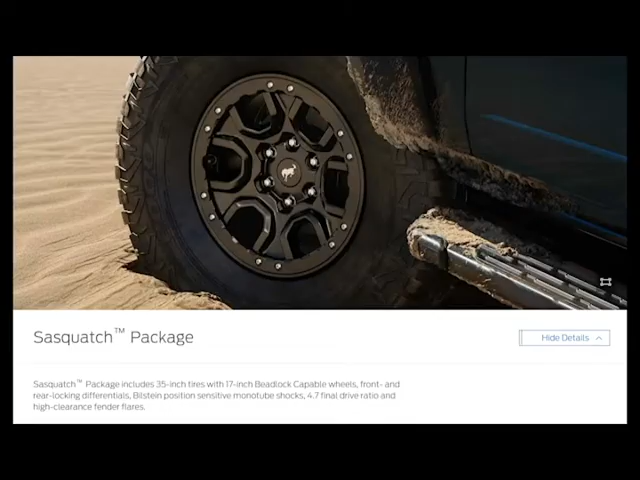 Sasquatch™ Package
Hide Details
Sasquatch™ Package includes 35-inch tires with 17-inch Beadlock Capable wheels, front- and
rear-locking differentials, Bilstein position sensitive monotube shocks, 4.7 final drive ratio and
high-clearance fender flares.